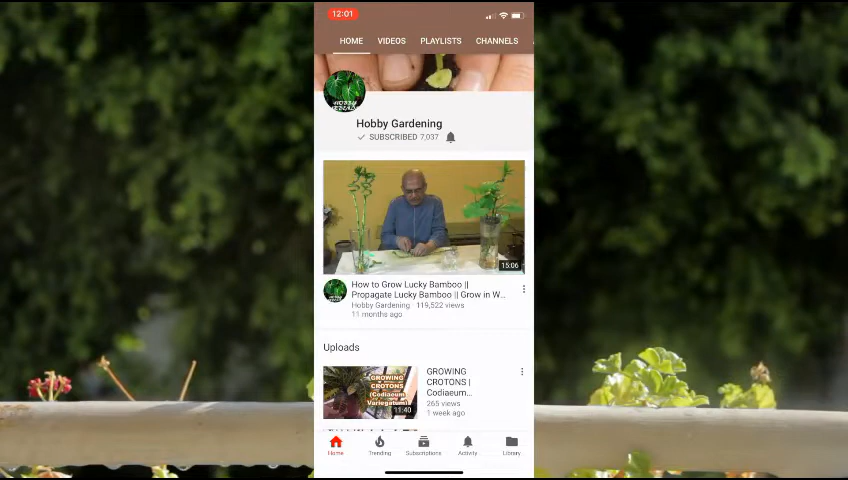 12:01
HOME VIDEOS PLAYLISTS CHANNELS
Hobby Gardening
SUBSCRIBED 7,037
15:06
How to Grow Lucky Bamboo ||
Propagate Lucky Bamboo || Grow in W...
Hobby Gardening · 119,522 views
11 months ago
Uploads
GROWING
CROTONS
(Codiaeum
Variegatum)
11:40
GROWING
CROTONS |
Codiaeum...
265 views
1 week ago
Home Trending Subscriptions Activity Library